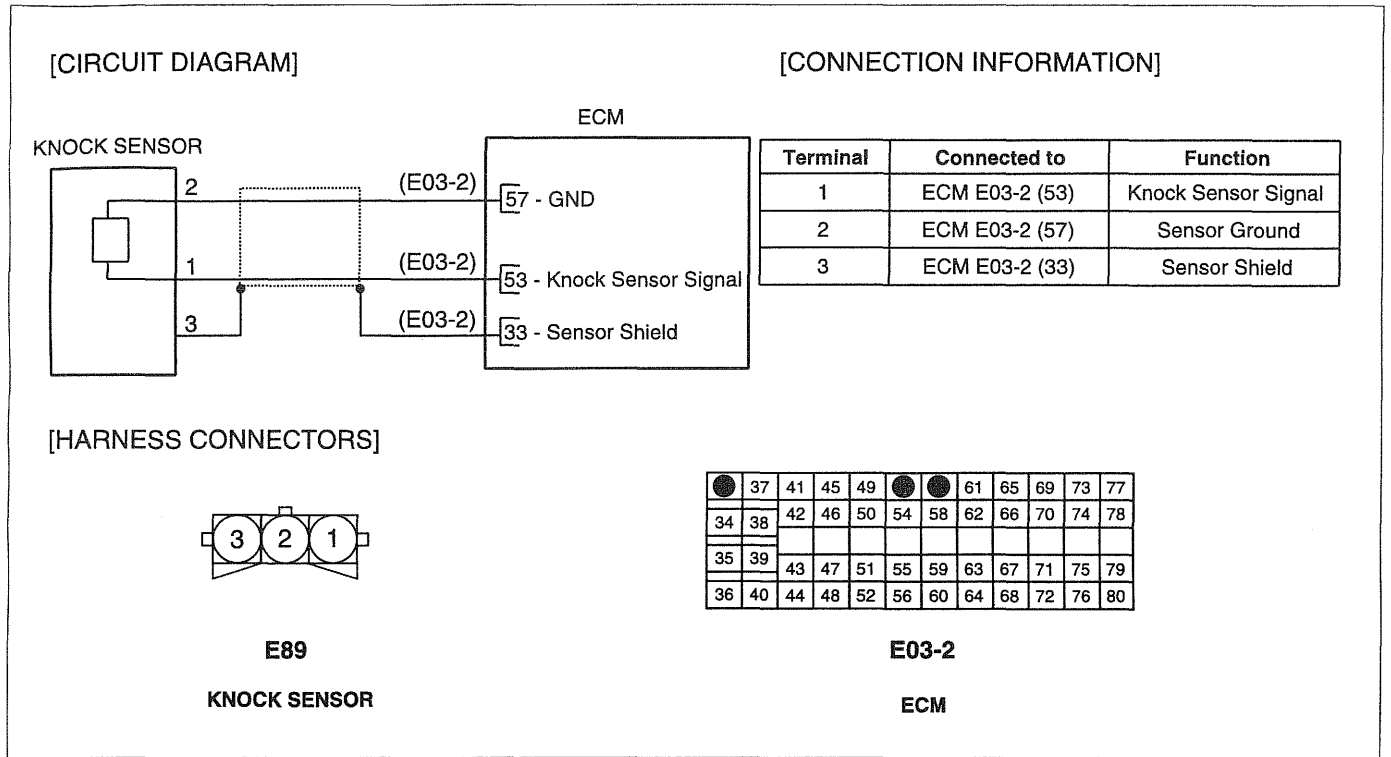 [CIRCUIT DIAGRAM]
[CONNECTION INFORMATION]
KNOCK SENSOR
ECM
2 (E03-2) 57 - GND
1 (E03-2) 53 - Knock Sensor Signal
3 (E03-2) 33 - Sensor Shield
Terminal Connected to Function
1 ECM E03-2 (53) Knock Sensor Signal
2 ECM E03-2 (57) Sensor Ground
3 ECM E03-2 (33) Sensor Shield
[HARNESS CONNECTORS]
3 2 1
E89
KNOCK SENSOR
37 41 45 49 61 65 69 73 77
34 38 42 46 50 54 58 62 66 70 74 78
35 39 43 47 51 55 59 63 67 71 75 79
36 40 44 48 52 56 60 64 68 72 76 80
E03-2
ECM